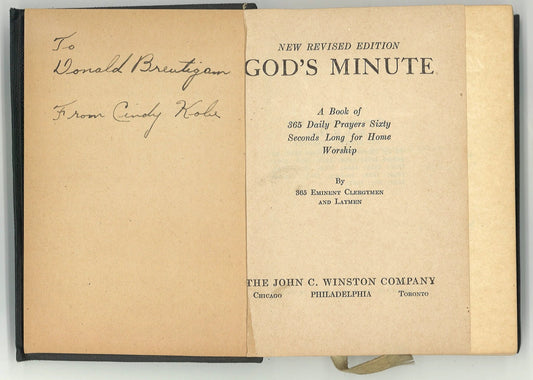 To
Donald Breutigam
From Cindy Kobe
NEW REVISED EDITION
GOD'S MINUTE
A Book of
365 Daily Prayers Sixty
Seconds Long for Home
Worship
By
365 EMINENT CLERGYMEN
AND LAYMEN
THE JOHN C. WINSTON COMPANY
CHICAGO PHILADELPHIA TORONTO